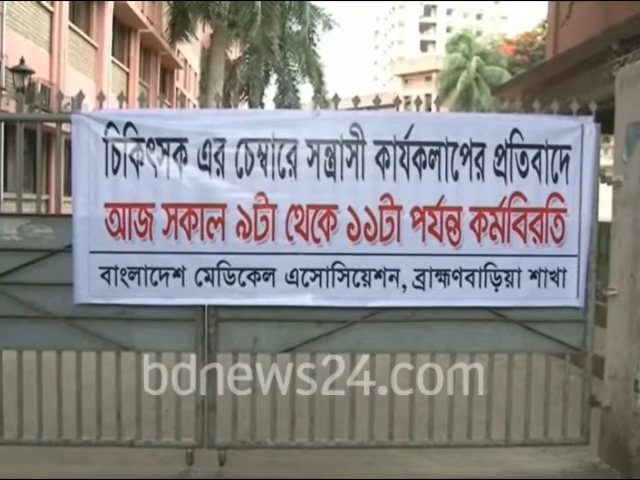 চিকিৎসক এর চেম্বারে সন্ত্রাসী কার্যকলাপের প্রতিবাদে
আজ সকাল ৯টা থেকে ১১টা পর্যন্ত কর্মবিরতি
বাংলাদেশ মেডিকেল এসোসিয়েশন, ব্রাহ্মণবাড়িয়া শাখা
bdnews24.com